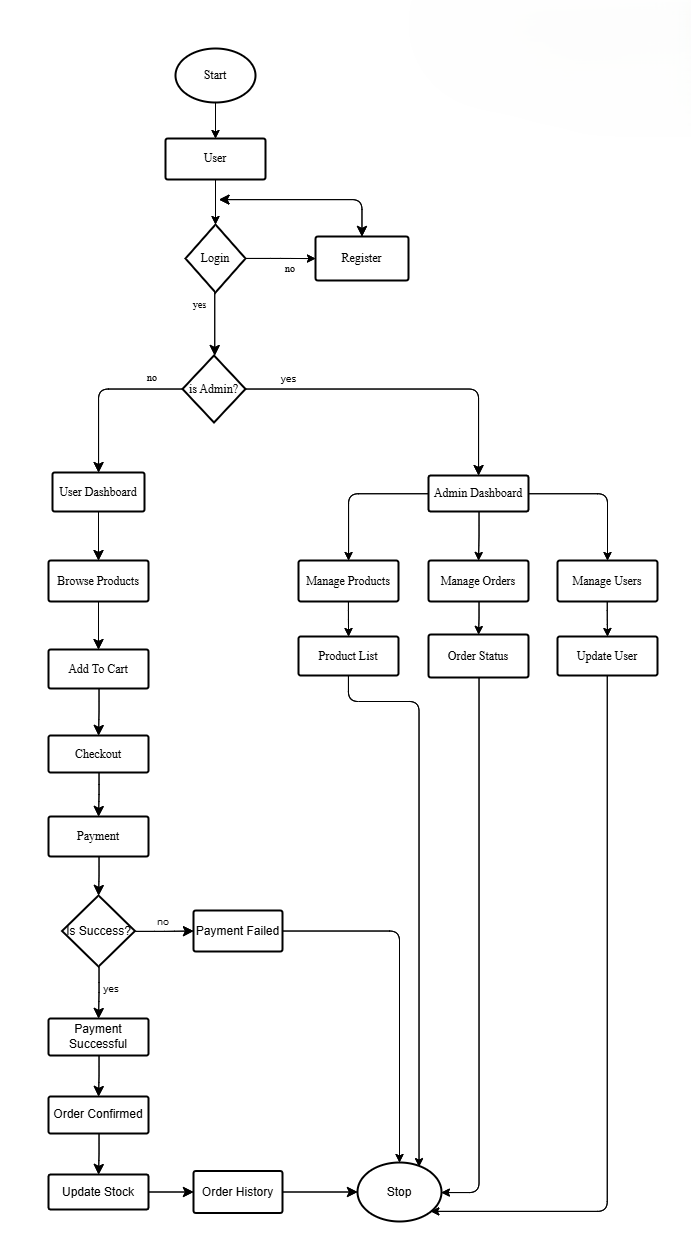 Start
User
Login
no
Register
yes
is Admin?
no
yes
User Dashboard
Admin Dashboard
Browse Products
Manage Products
Manage Orders
Manage Users
Add To Cart
Product List
Order Status
Update User
Checkout
Payment
Is Success?
no
Payment Failed
yes
Payment
Successful
Order Confirmed
Update Stock
Order History
Stop